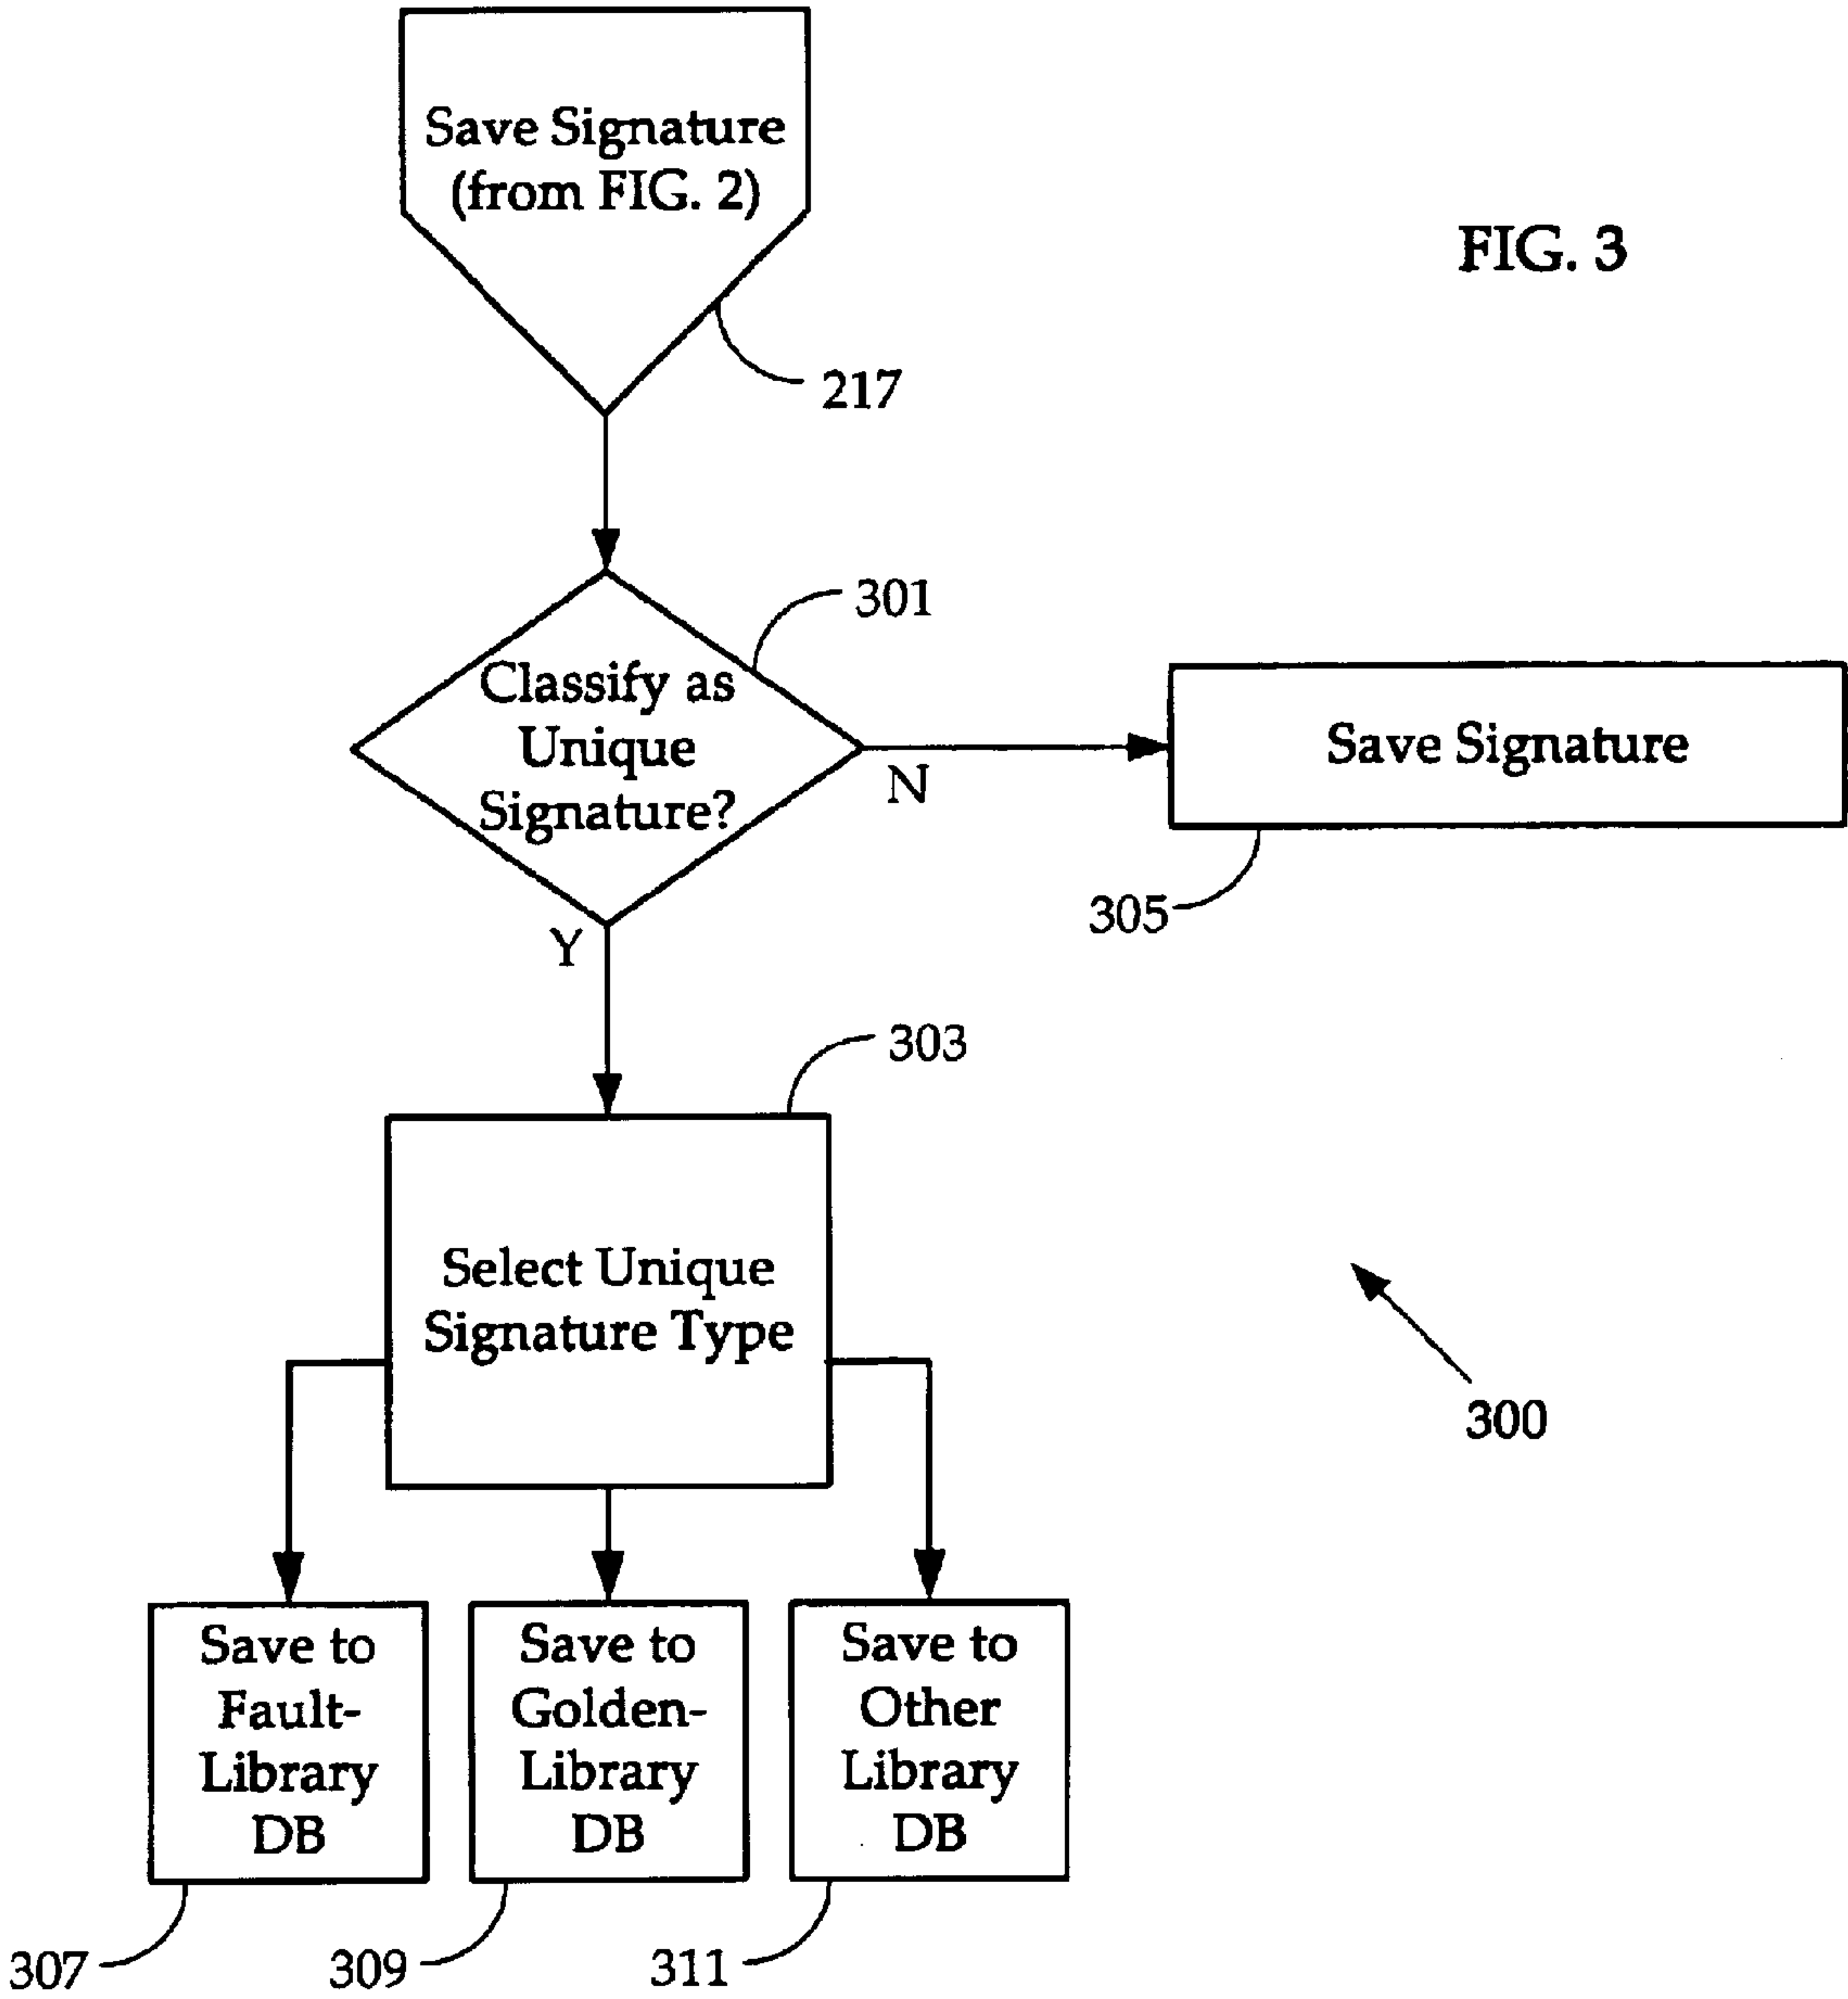 Save Signature
(from FIG. 2)
FIG. 3
217
301
Classify as
Unique
Signature?
N
Save Signature
305
Y
303
Select Unique
Signature Type
300
Save to
Fault-
Library
DB
Save to
Golden-
Library
DB
Save to
Other
Library
DB
307
309
311